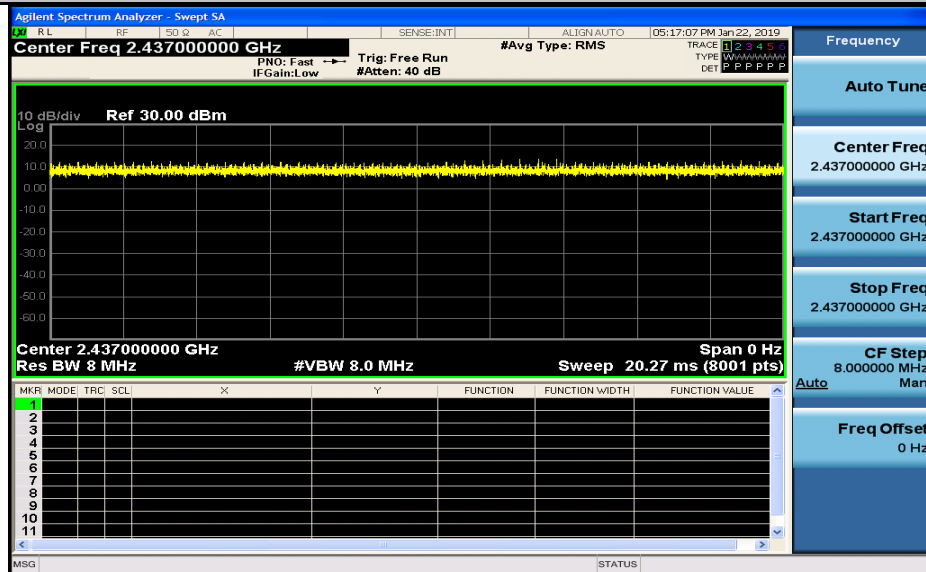 Agilent Spectrum Analyzer - Swept SA
LXI RL RF 50 Ω AC SENSE:INT ALIGN AUTO 05:17:07 PM Jan 22, 2019
Center Freq 2.437000000 GHz
PNO: Fast
IFGain:Low
Trig: Free Run
#Atten: 40 dB
#Avg Type: RMS
TRACE 1 2 3 4 5 6
TYPE WWWWWW
DET P P P P P P
10 dB/div Ref 30.00 dBm
Log
20.0
10.0
0.00
-10.0
-20.0
-30.0
-40.0
-50.0
-60.0
Center 2.437000000 GHz Span 0 Hz
Res BW 8 MHz #VBW 8.0 MHz Sweep 20.27 ms (8001 pts)
MKR MODE TRC SCL X Y FUNCTION FUNCTION WIDTH FUNCTION VALUE
1
2
3
4
5
6
7
8
9
10
11
MSG STATUS
Frequency
Auto Tune
Center Freq
2.437000000 GHz
Start Freq
2.437000000 GHz
Stop Freq
2.437000000 GHz
CF Step
8.000000 MHz
Auto Man
Freq Offset
0 Hz